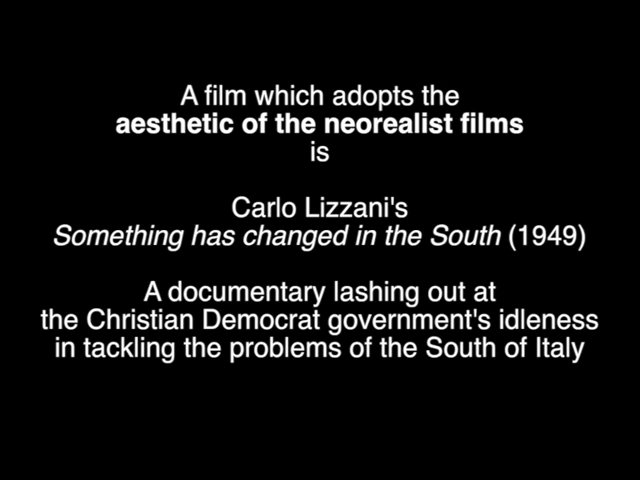 A film which adopts the
aesthetic of the neorealist films
is
Carlo Lizzani's
Something has changed in the South (1949)
A documentary lashing out at
the Christian Democrat government's idleness
in tackling the problems of the South of Italy